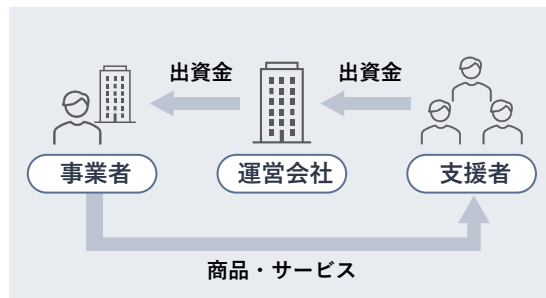 出資金
出資金
事業者
運営会社
支援者
商品・サービス